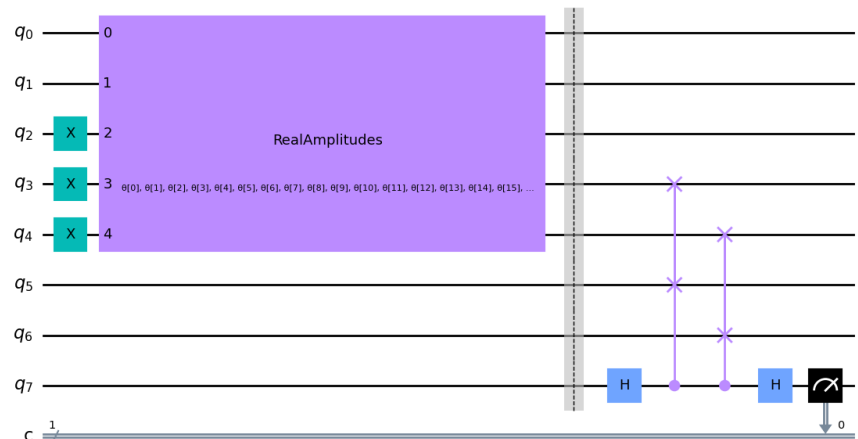 q0 0
q1 1
q2 X 2 RealAmplitudes
q3 X 3 θ[0], θ[1], θ[2], θ[3], θ[4], θ[5], θ[6], θ[7], θ[8], θ[9], θ[10], θ[11], θ[12], θ[13], θ[14], θ[15], ...
q4 X 4
q5
q6
q7 H H
c 1 0